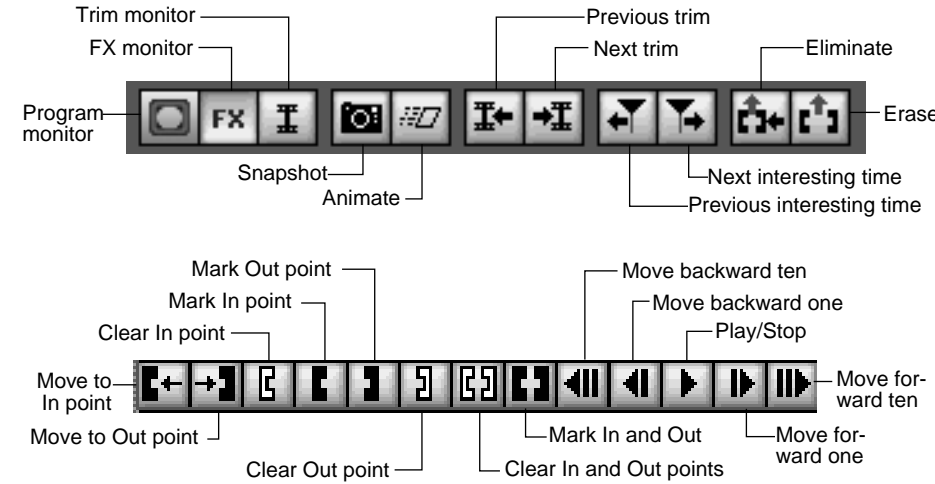 Trim monitor
Previous trim
FX monitor
Next trim
Eliminate
Program
monitor
FX
Erase
Snapshot
Animate
Next interesting time
Previous interesting time
Mark Out point
Move backward ten
Mark In point
Move backward one
Clear In point
Play/Stop
Move to
In point
Move for-
ward ten
Move to Out point
Mark In and Out
Move for-
ward one
Clear Out point
Clear In and Out points